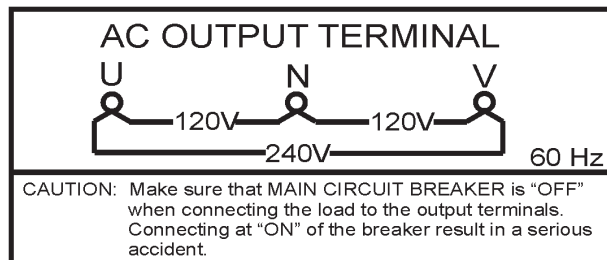 AC OUTPUT TERMINAL
U N V
120V 120V
240V
60 Hz
CAUTION: Make sure that MAIN CIRCUIT BREAKER is “OFF”
when connecting the load to the output terminals.
Connecting at “ON” of the breaker result in a serious
accident.